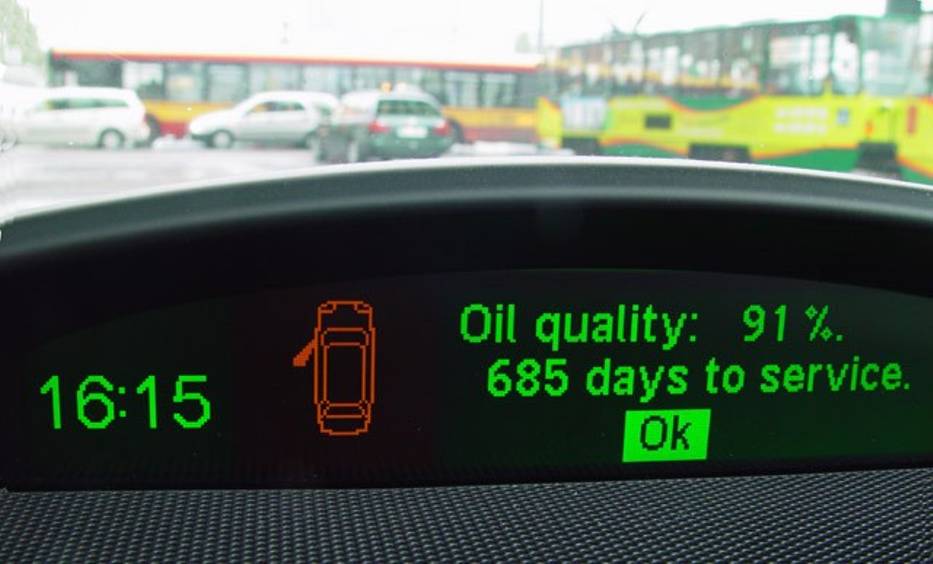 16:15
Oil quality: 91 %.
685 days to service.
Ok